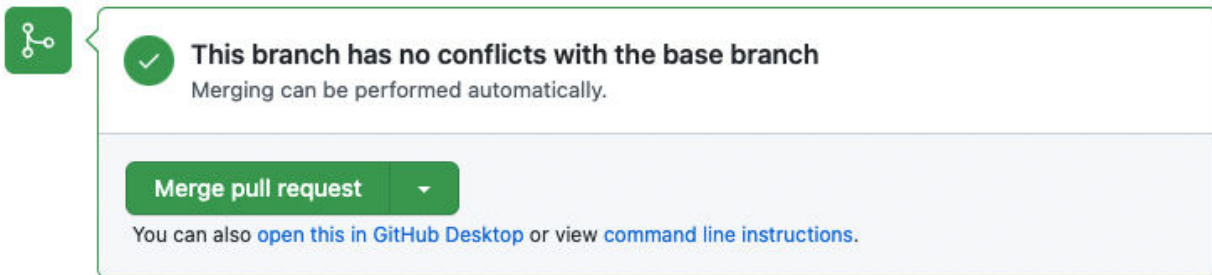 This branch has no conflicts with the base branch
Merging can be performed automatically.
Merge pull request
You can also open this in GitHub Desktop or view command line instructions.